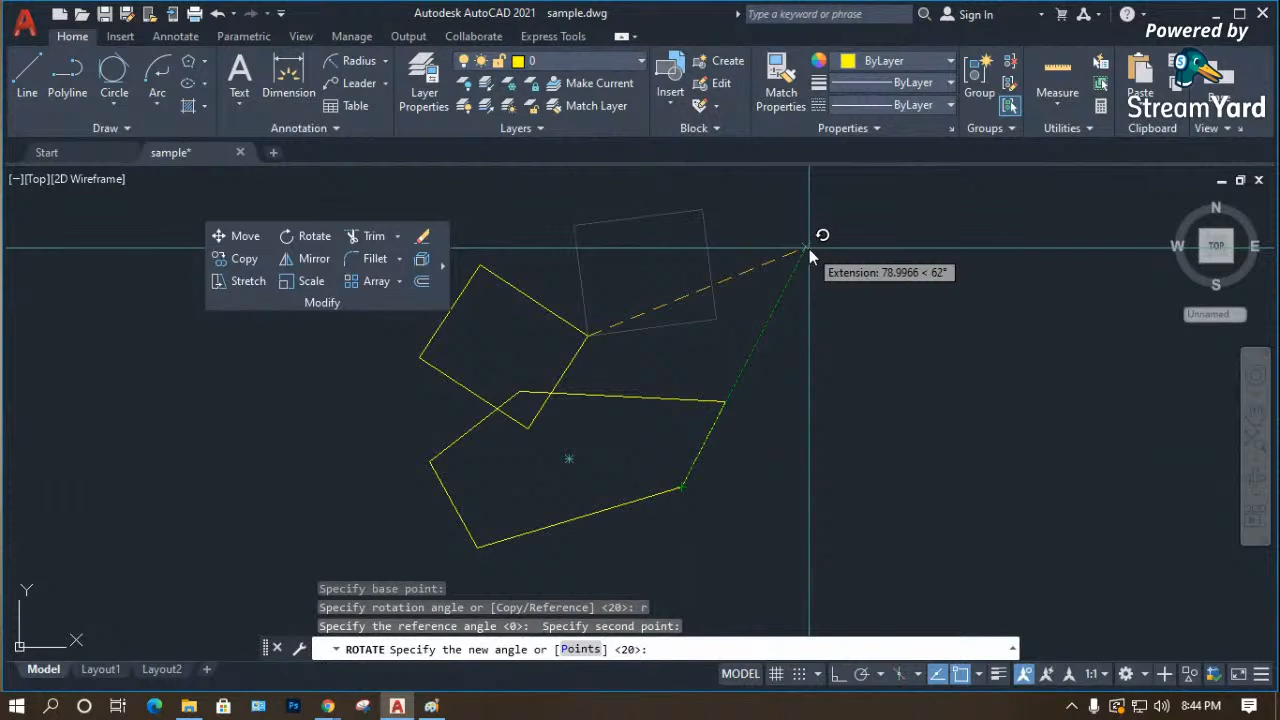 Autodesk AutoCAD 2021 sample.dwg
Type a keyword or phrase
Sign In
Home Insert Annotate Parametric View Manage Output Collaborate Express Tools
Powered by
StreamYard
Line Polyline Circle Arc
Draw
Text Dimension
Radius
Leader
Table
Annotation
Layer Properties
0
Make Current
Match Layer
Layers
Insert
Create
Edit
Block
Match Properties
ByLayer
ByLayer
ByLayer
Properties
Group
Groups
Measure
Utilities
Paste
Clipboard
Base
View
Start sample*
[−][Top][2D Wireframe]
Move Rotate Trim
Copy Mirror Fillet
Stretch Scale Array
Modify
N
W TOP E
S
Unnamed
Extension: 78.9966 < 62°
Y
X
Specify base point:
Specify rotation angle or [Copy/Reference] <20>: r
Specify the reference angle <0>: Specify second point:
ROTATE Specify the new angle or [Points] <20>:
Model Layout1 Layout2
MODEL
1:1
8:44 PM